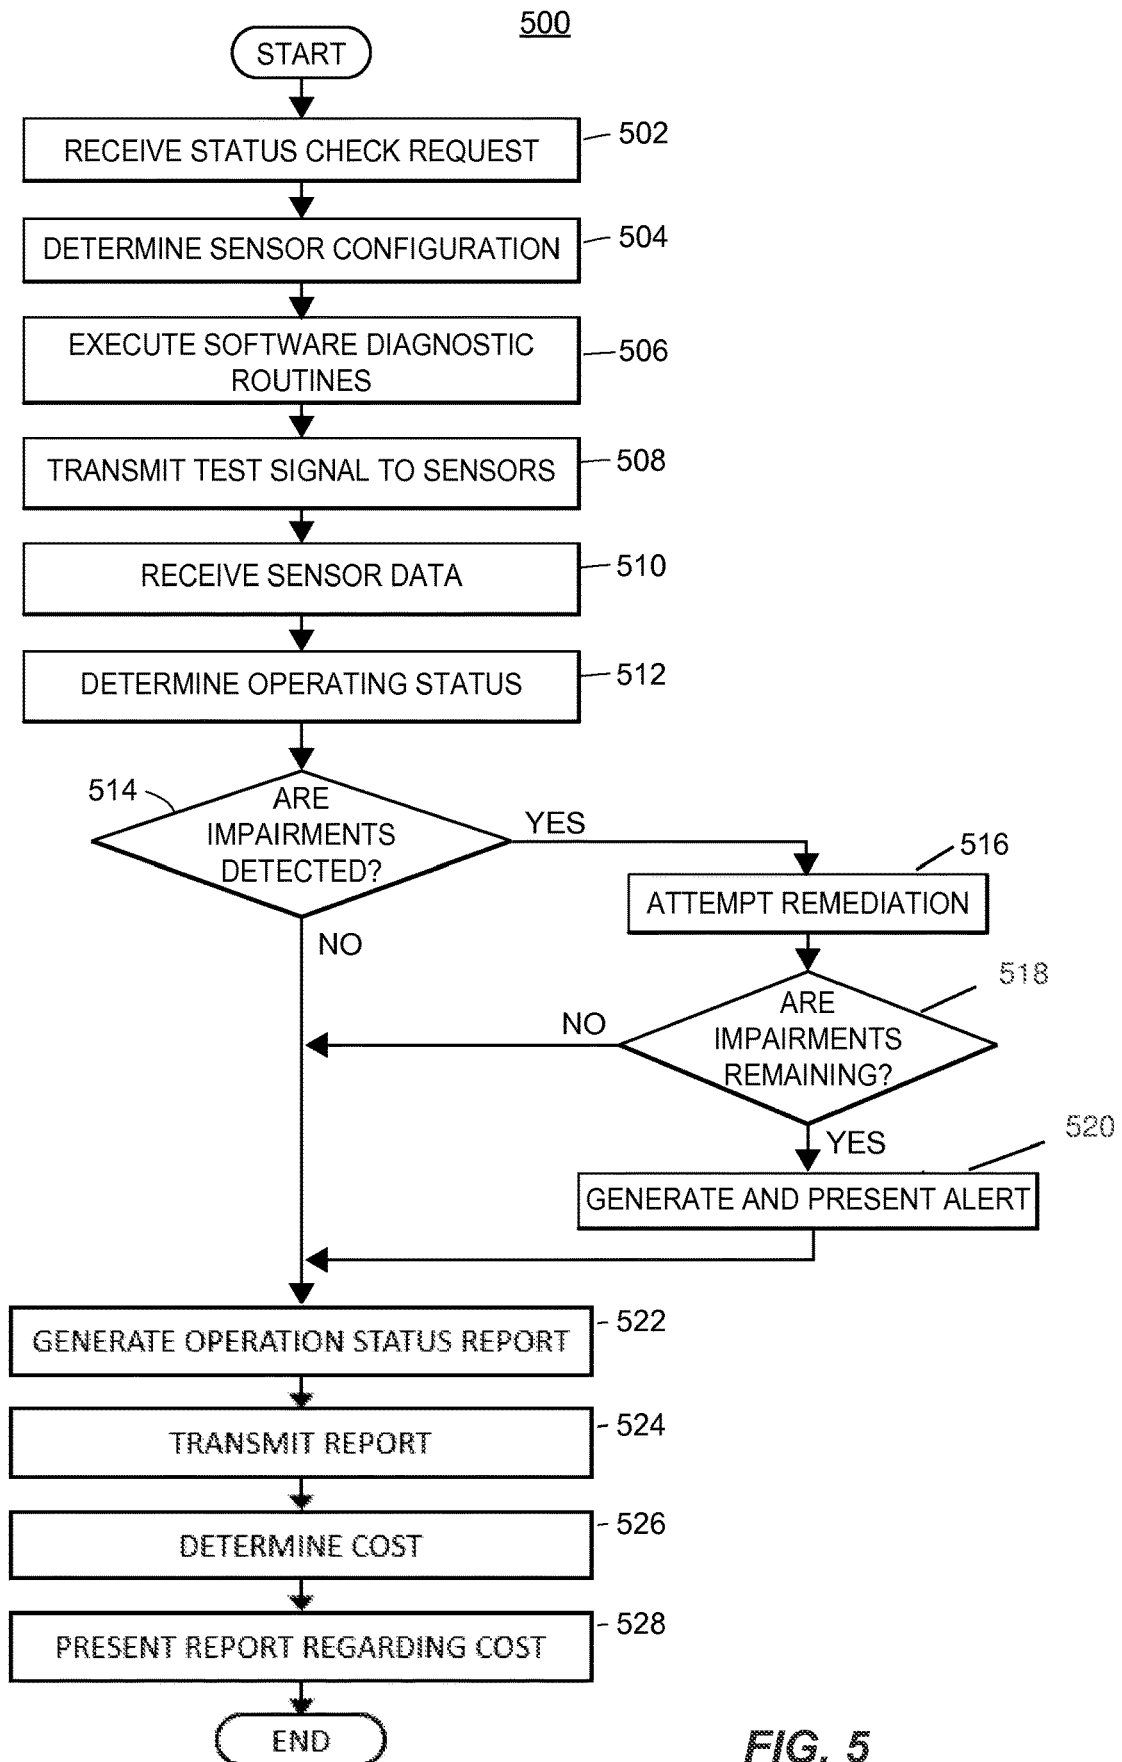 500
START
RECEIVE STATUS CHECK REQUEST
502
DETERMINE SENSOR CONFIGURATION
504
EXECUTE SOFTWARE DIAGNOSTIC
ROUTINES
506
TRANSMIT TEST SIGNAL TO SENSORS
508
RECEIVE SENSOR DATA
510
DETERMINE OPERATING STATUS
512
514
ARE
IMPAIRMENTS
DETECTED?
YES
NO
516
ATTEMPT REMEDIATION
518
ARE
IMPAIRMENTS
REMAINING?
NO
YES
520
GENERATE AND PRESENT ALERT
GENERATE OPERATION STATUS REPORT
522
TRANSMIT REPORT
524
DETERMINE COST
526
PRESENT REPORT REGARDING COST
528
END
FIG. 5